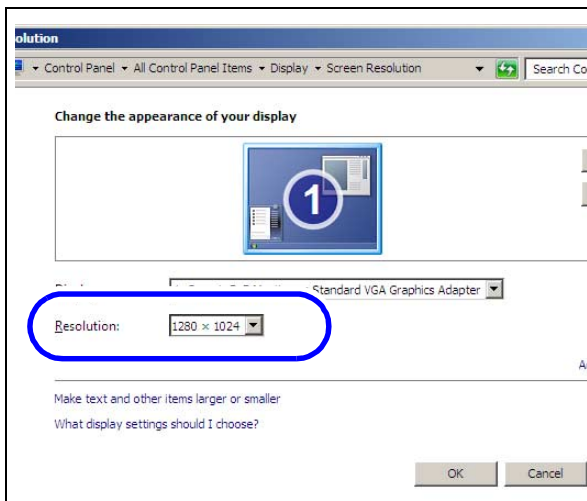 olution
Control Panel Ⓡ All Control Panel Items Display Screen Resolution Search Co
Change the appearance of your display
1
Standard VGA Graphics Adapter
Resolution: 1280 × 1024
Make text and other items larger or smaller
What display settings should I choose?
OK Cancel